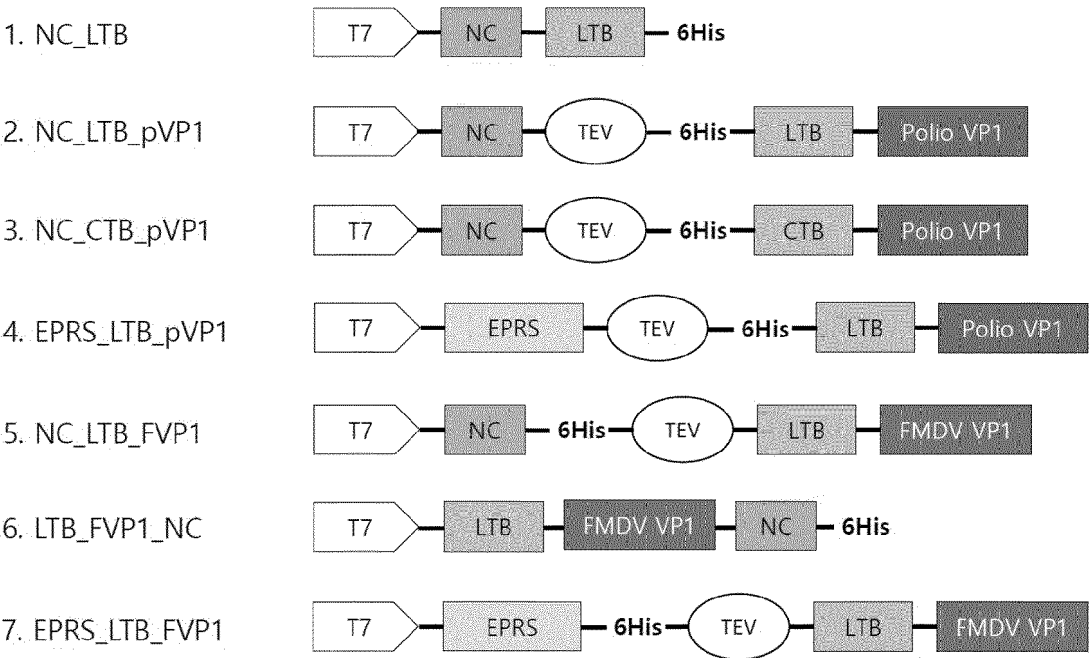 1. NC_LTB T7 NC LTB 6His
2. NC_LTB_pVP1 T7 NC TEV 6His LTB Polio VP1
3. NC_CTB_pVP1 T7 NC TEV 6His CTB Polio VP1
4. EPRS_LTB_pVP1 T7 EPRS TEV 6His LTB Polio VP1
5. NC_LTB_FVP1 T7 NC 6His TEV LTB FMDV VP1
6. LTB_FVP1_NC T7 LTB FMDV VP1 NC 6His
7. EPRS_LTB_FVP1 T7 EPRS 6His TEV LTB FMDV VP1